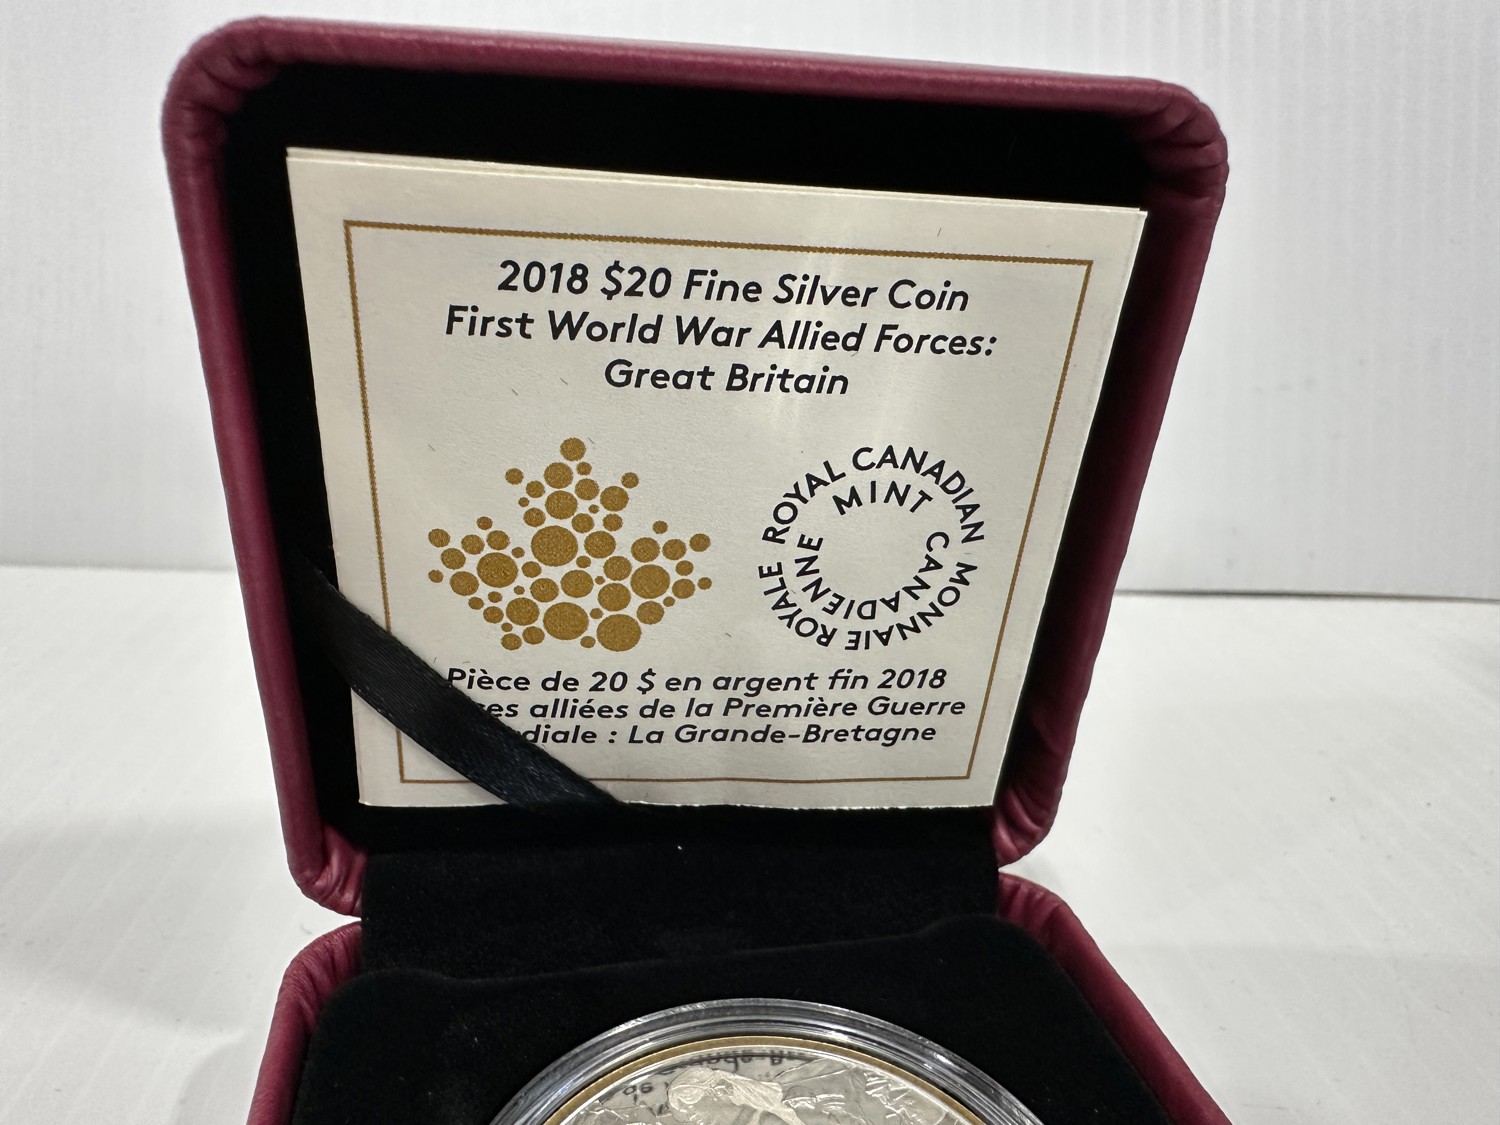 2018 $20 Fine Silver Coin
First World War Allied Forces:
Great Britain
ROYAL CANADIAN
MINT
MONNAIE ROYALE
CANADIENNE
Pièce de 20 $ en argent fin 2018
alliées de la Première Guerre
: La Grande-Bretagne